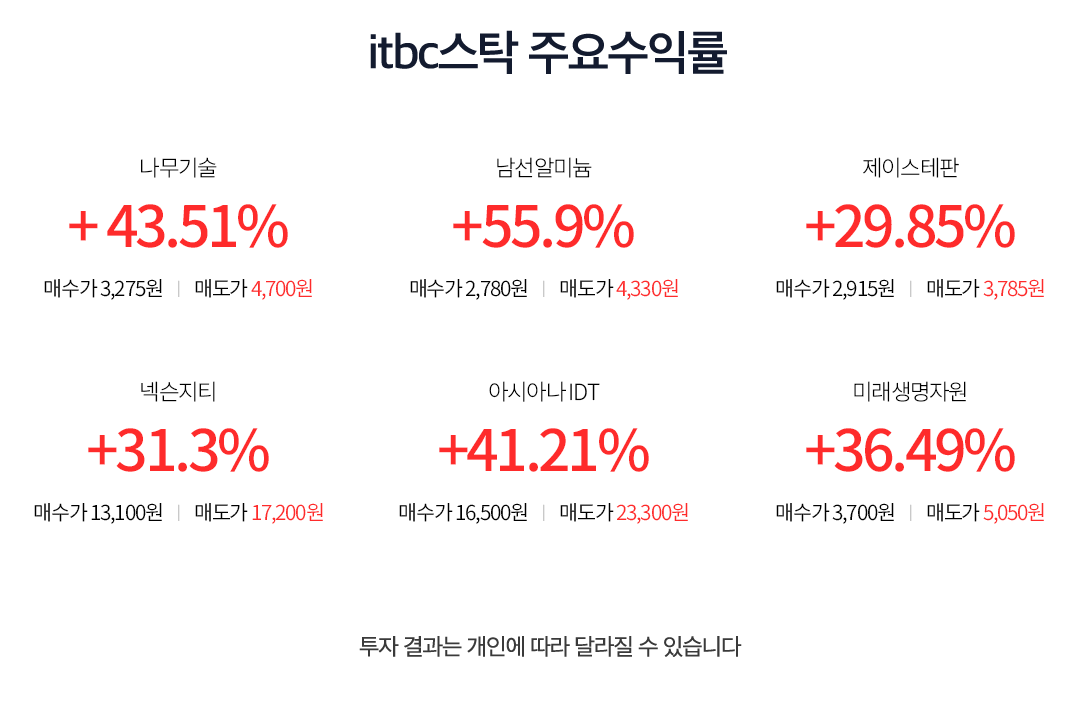 itbc스탁 주요수익률
나무기술 남선알미늄 제이스테판
+ 43.51% +55.9% +29.85%
매수가 3,275원 | 매도가 4,700원 매수가 2,780원 | 매도가 4,330원 매수가 2,915원 | 매도가 3,785원
넥슨지티 아시아나 IDT 미래생명자원
+31.3% +41.21% +36.49%
매수가 13,100원 | 매도가 17,200원 매수가 16,500원 | 매도가 23,300원 매수가 3,700원 | 매도가 5,050원
투자 결과는 개인에 따라 달라질 수 있습니다